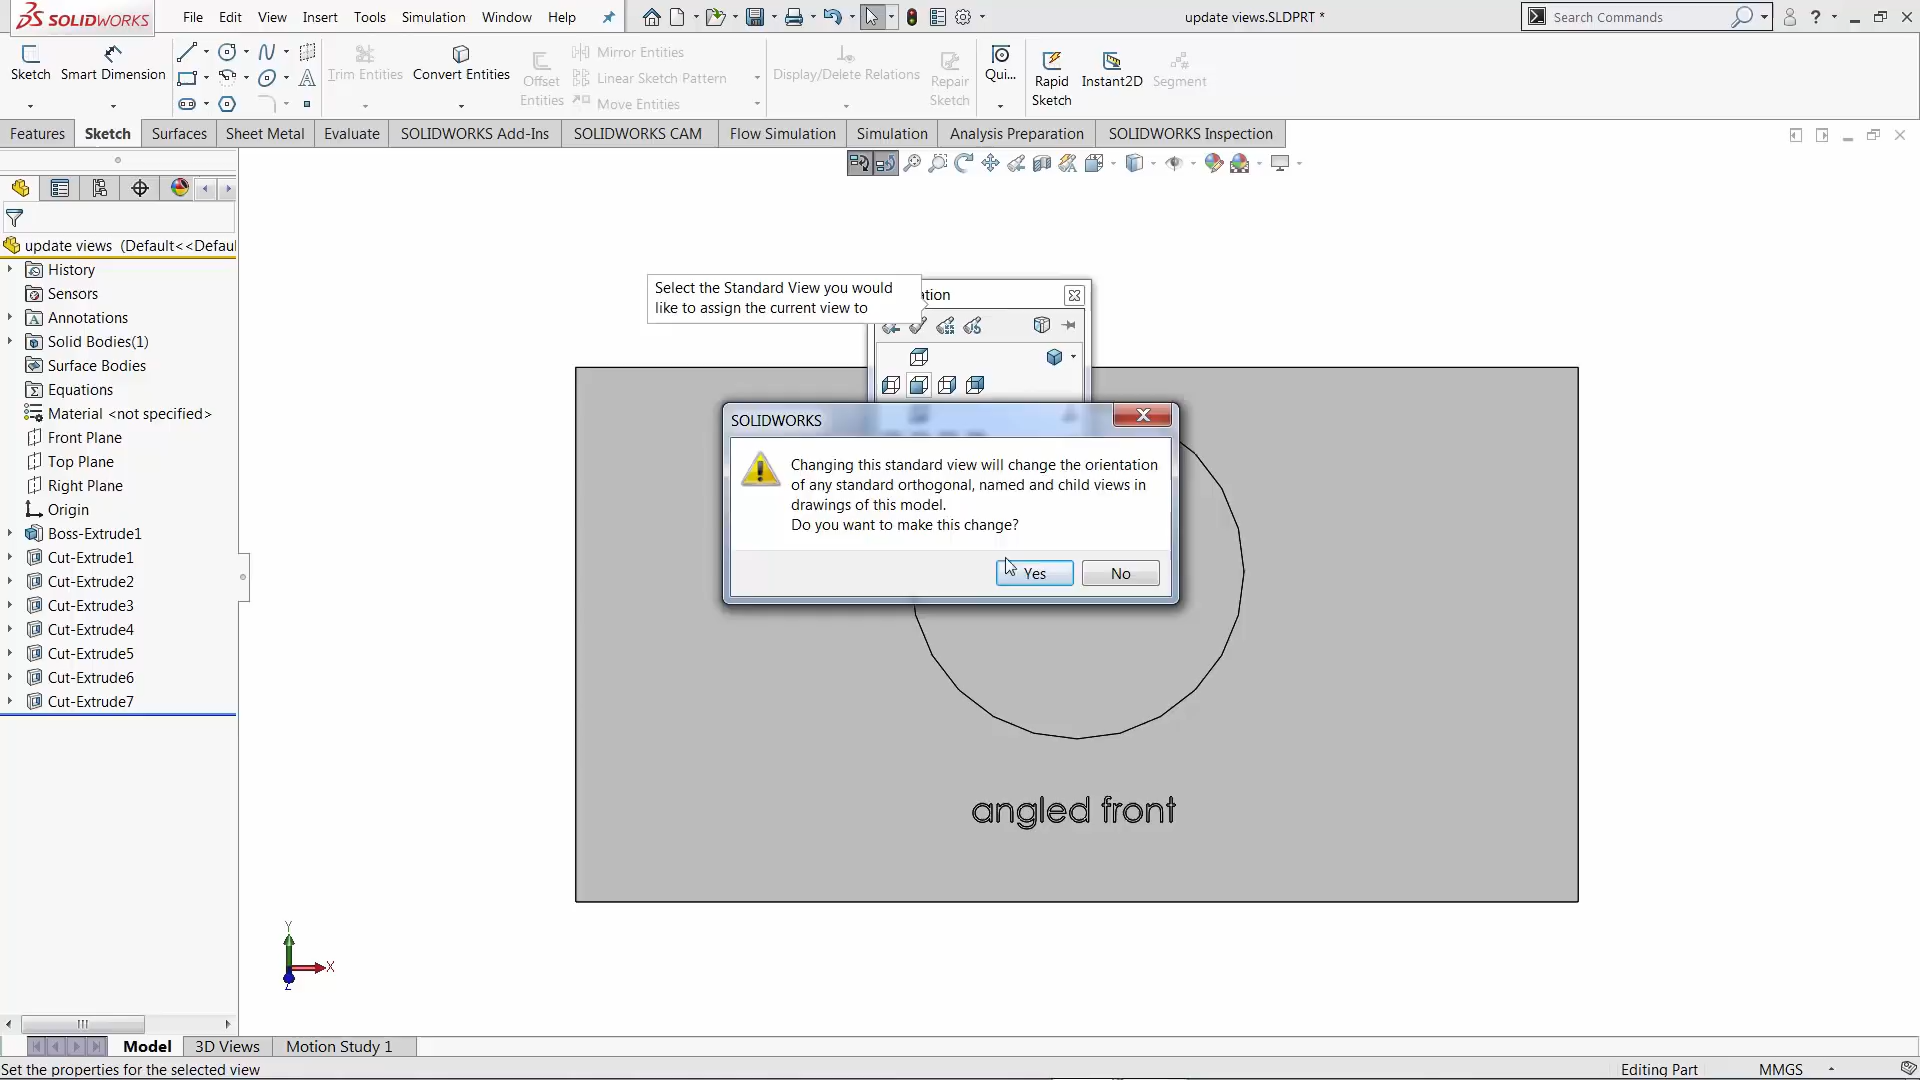 SOLIDWORKS
File Edit View Insert Tools Simulation Window Help
update views.SLDPRT *
Search Commands
?
Sketch
Smart Dimension
Trim Entities
Convert Entities
Offset
Entities
Mirror Entities
Linear Sketch Pattern
Move Entities
Display/Delete Relations
Repair
Sketch
Qui...
Rapid
Sketch
Instant2D
Segment
Features Sketch Surfaces Sheet Metal Evaluate SOLIDWORKS Add-Ins SOLIDWORKS CAM Flow Simulation Simulation Analysis Preparation SOLIDWORKS Inspection
update views (Default<<Defau
History
Sensors
Annotations
Solid Bodies(1)
Surface Bodies
Equations
Material <not specified>
Front Plane
Top Plane
Right Plane
Origin
Boss-Extrude1
Cut-Extrude1
Cut-Extrude2
Cut-Extrude3
Cut-Extrude4
Cut-Extrude5
Cut-Extrude6
Cut-Extrude7
Select the Standard View you would
like to assign the current view to
ation
SOLIDWORKS
Changing this standard view will change the orientation
of any standard orthogonal, named and child views in
drawings of this model.
Do you want to make this change?
Yes No
angled front
Y
X
Z
Model 3D Views Motion Study 1
Set the properties for the selected view
Editing Part MMGS